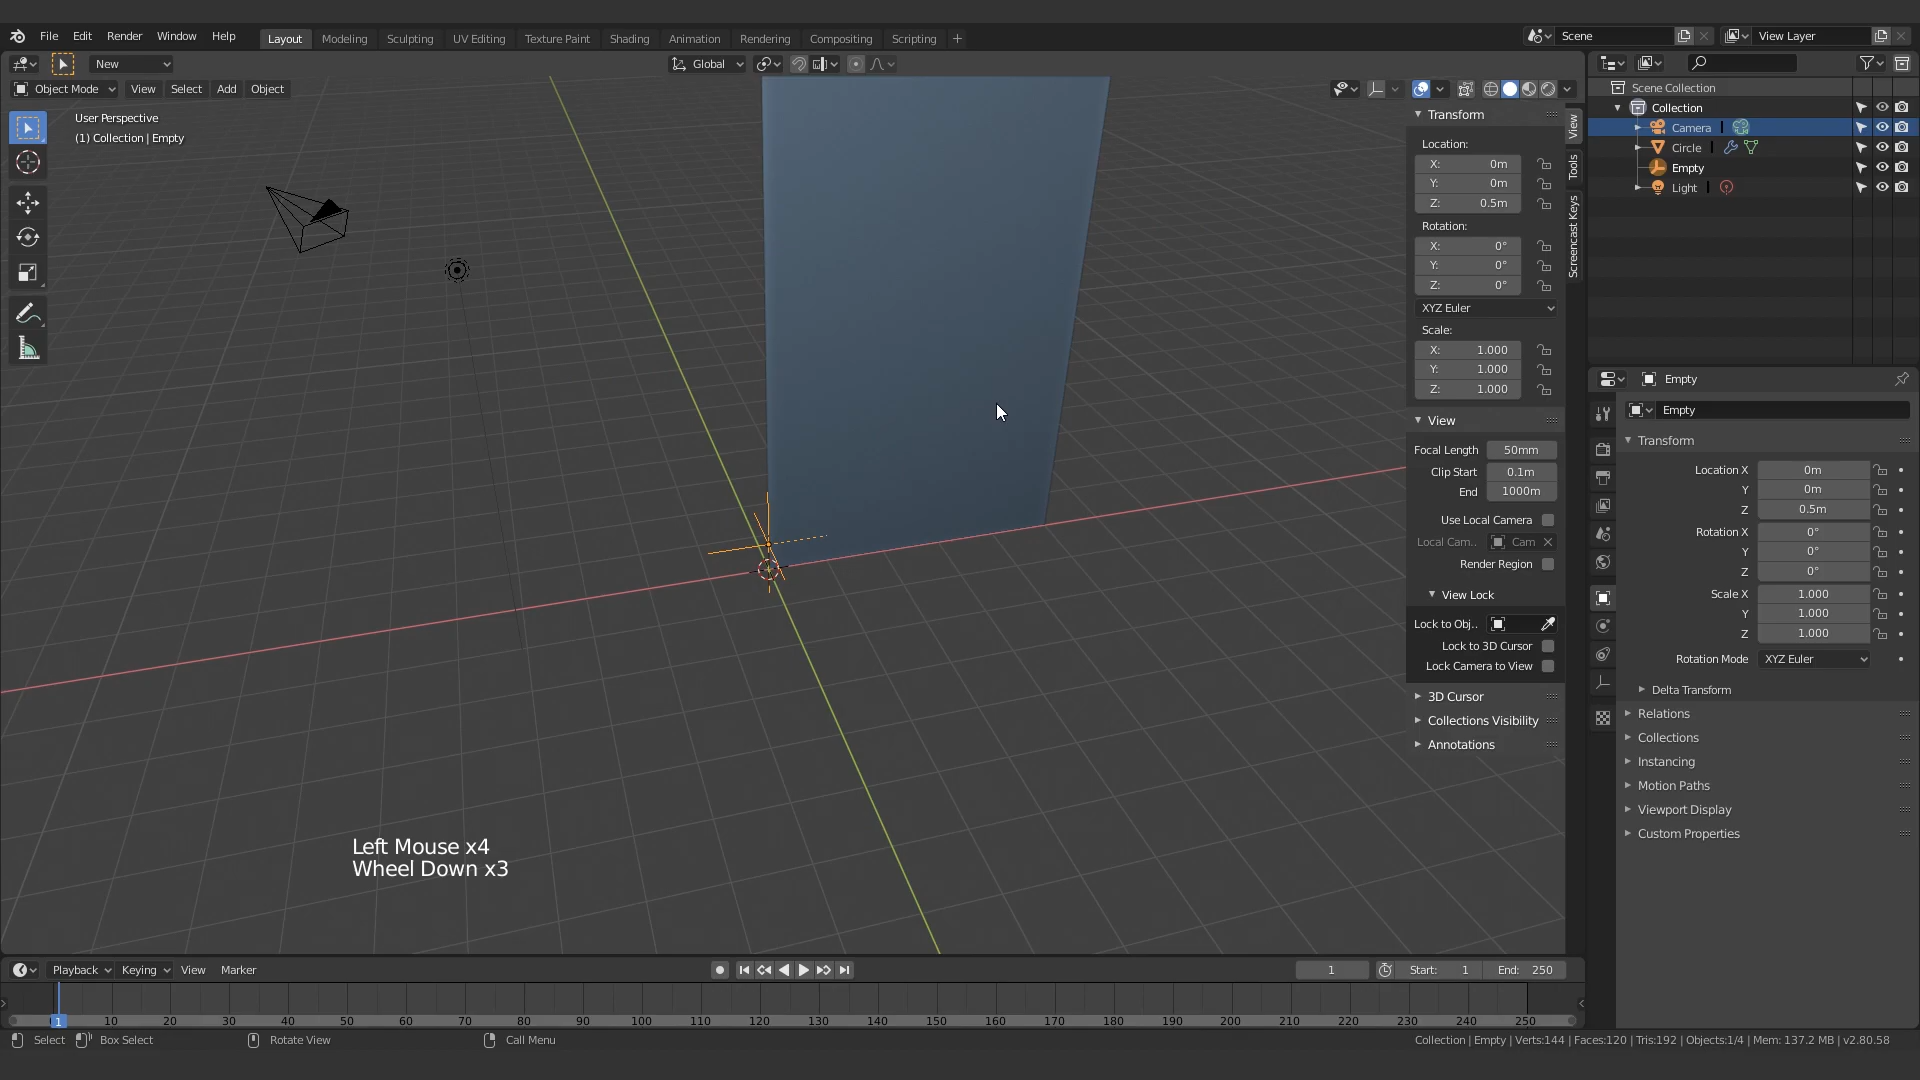 File Edit Render Window Help Layout Modeling Sculpting UV Editing Texture Paint Shading Animation Rendering Compositing Scripting + Scene View Layer
New Global
Object Mode View Select Add Object
User Perspective
(1) Collection | Empty
Transform
Location:
X: 0m
Y: 0m
Z: 0.5m
Rotation:
X: 0°
Y: 0°
Z: 0°
XYZ Euler
Scale:
X: 1.000
Y: 1.000
Z: 1.000
View
Focal Length 50mm
Clip Start 0.1m
End 1000m
Use Local Camera
Local Cam.. Cam
Render Region
View Lock
Lock to Obj..
Lock to 3D Cursor
Lock Camera to View
3D Cursor
Collections Visibility
Annotations
View
Tools
Screencast Keys
Scene Collection
Collection
Camera
Circle
Empty
Light
Empty
Empty
Transform
Location X 0m
Y 0m
Z 0.5m
Rotation X 0°
Y 0°
Z 0°
Scale X 1.000
Y 1.000
Z 1.000
Rotation Mode XYZ Euler
Delta Transform
Relations
Collections
Instancing
Motion Paths
Viewport Display
Custom Properties
Left Mouse x4
Wheel Down x3
Playback Keying View Marker 1 Start: 1 End: 250
1 10 20 30 40 50 60 70 80 90 100 110 120 130 140 150 160 170 180 190 200 210 220 230 240 250
Select Box Select Rotate View Call Menu Collection | Empty | Verts:144 | Faces:120 | Tris:192 | Objects:1/4 | Mem: 137.2 MB | v2.80.58